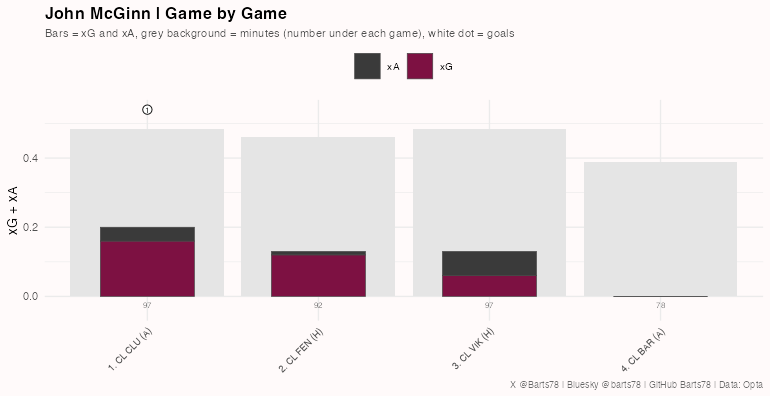 John McGinn | Game by Game
Bars = xG and xA, grey background = minutes (number under each game), white dot = goals
xA xG
1
xG + xA
0.4
0.2
0.0
97 92 97 78
1. CL CLU (A) 2. CL FEN (H) 3. CL VIK (H) 4. CL BAR (A)
X @Barts78 | Bluesky @barts78 | GitHub Barts78 | Data: Opta